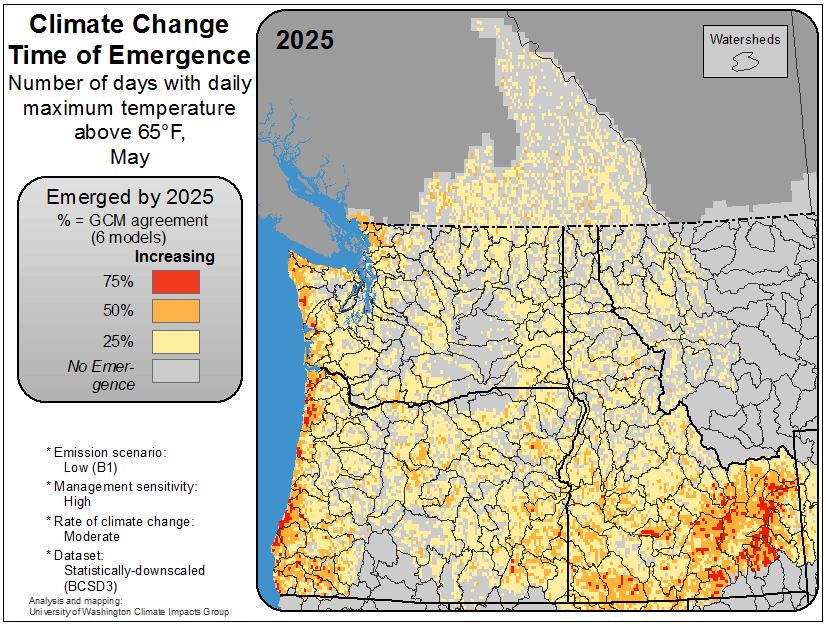 Climate Change
Time of Emergence
Number of days with daily
maximum temperature
above 65°F,
May
Emerged by 2025
% = GCM agreement
(6 models)
Increasing
75%
50%
25%
No Emer-
gence
* Emission scenario:
Low (B1)
* Management sensitivity:
High
* Rate of climate change:
Moderate
* Dataset:
Statistically-downscaled
(BCSD3)
Analysis and mapping:
University of Washington Climate Impacts Group
2025
Watersheds